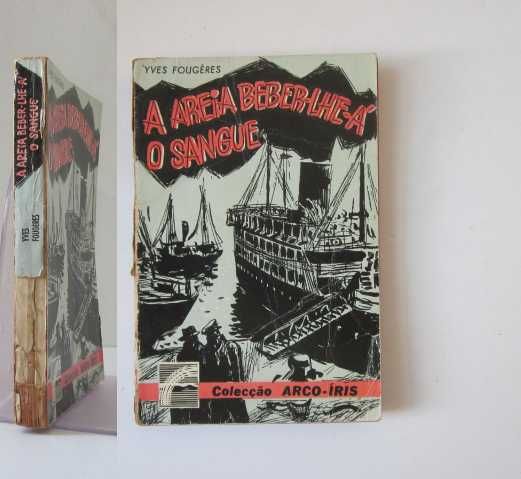 A AREIA BEBER-LHE-Á
O SANGUE
YVES
FOUGÈRES
YVES FOUGÈRES
A AREIA BEBER-LHE-Á
O SANGUE
Colecção ARCO-ÍRIS